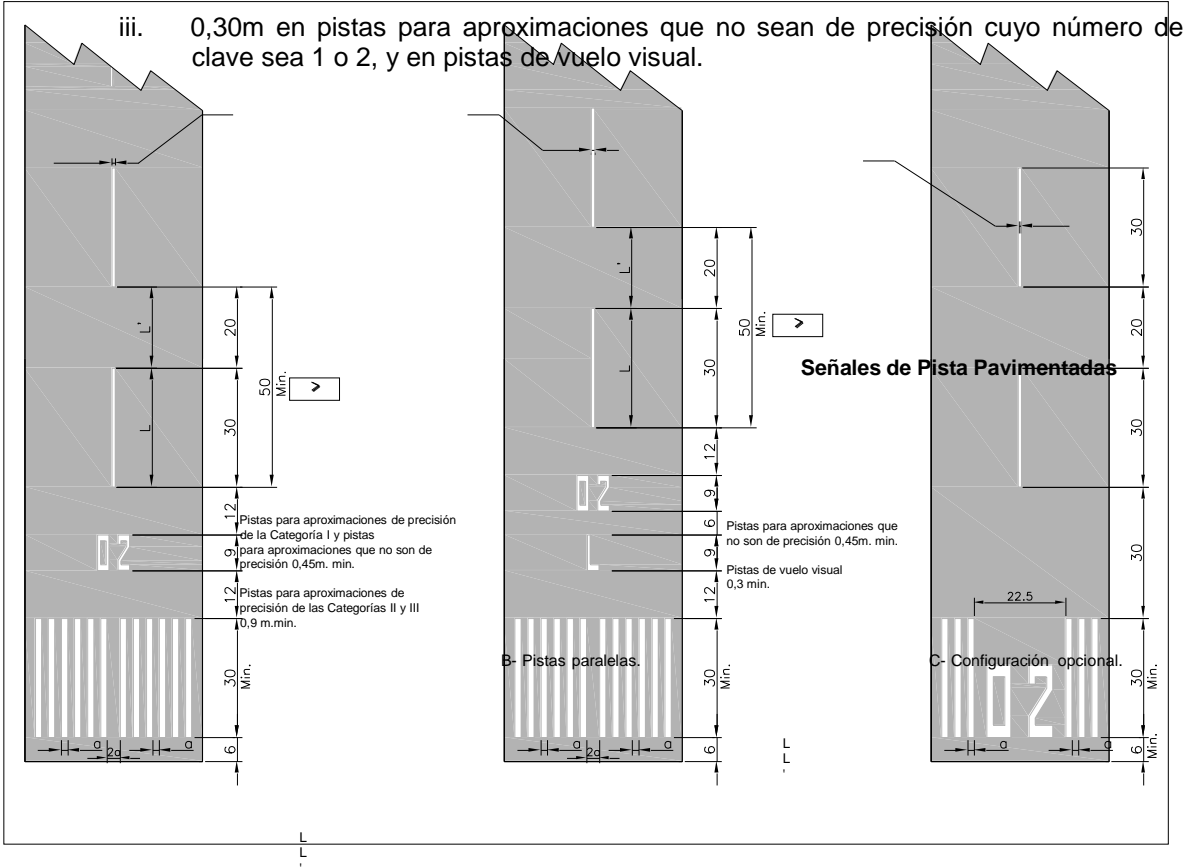 iii. 0,30m en pistas para aproximaciones que no sean de precisión cuyo número de
clave sea 1 o 2, y en pistas de vuelo visual.
L'
20
L
30
50
Min.
>
12
02
9
12
30
Min.
a
2a
a
6
Pistas para aproximaciones de precisión
de la Categoría I y pistas
para aproximaciones que no son de
precisión 0,45m. min.
Pistas para aproximaciones de
precisión de las Categorías II y III
0,9 m.min.
L
L
'
L'
20
L
30
50
Min.
>
12
02
9
6
L
9
12
30
Min.
a
2a
a
6
Pistas para aproximaciones que
no son de precisión 0,45m. min.
Pistas de vuelo visual
0,3 min.
B- Pistas paralelas.
L
L
'
Señales de Pista Pavimentadas
30
20
30
30
22.5
C- Configuración opcional.
02
30
Min.
a
a
6
Min.